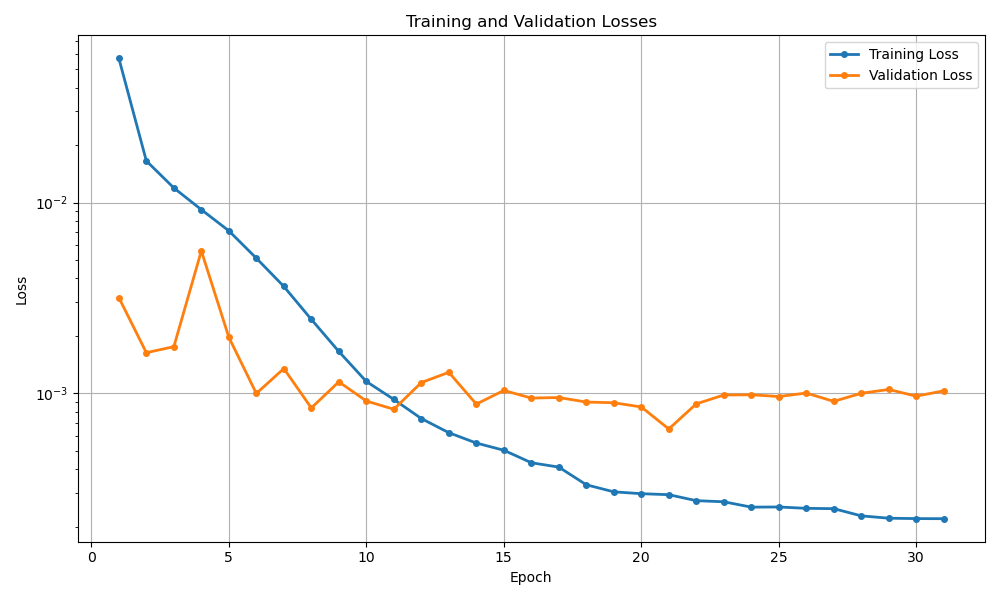 Training and Validation Losses
Training Loss
Validation Loss
Loss
10⁻²
10⁻³
0 5 10 15 20 25 30
Epoch